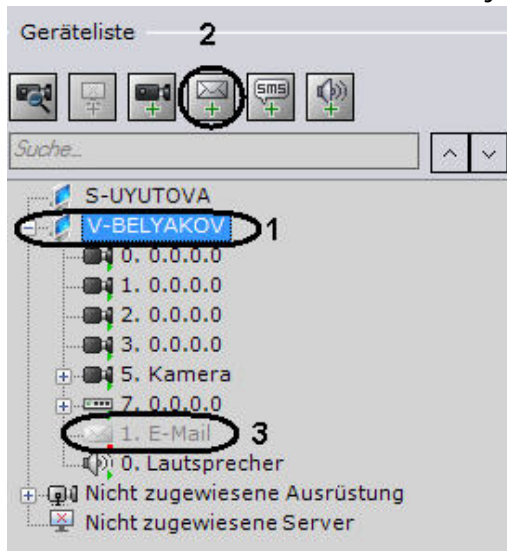 Geräteliste 2
sms
Suche...
S-UYUTOVA
V-BELYAKOV 1
0. 0.0.0.0
1. 0.0.0.0
2. 0.0.0.0
3. 0.0.0.0
5. Kamera
7. 0.0.0.0
1. E-Mail 3
0. Lautsprecher
Nicht zugewiesene Ausrüstung
Nicht zugewiesene Server